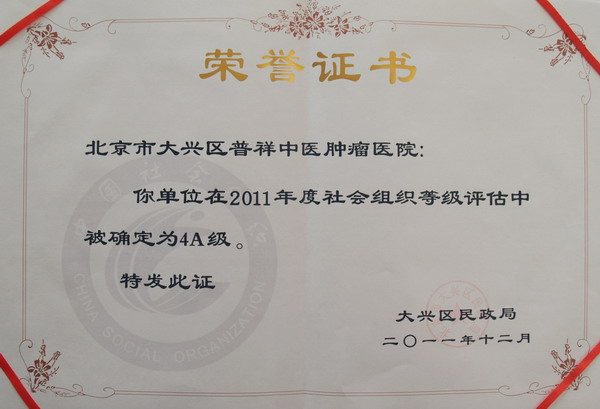 荣誉证书
北京市大兴区普祥中医肿瘤医院：
你单位在2011年度社会组织等级评估中
被确定为4A级。
特发此证
大兴区民政局
二〇一一年十二月
CHINA SOCIAL ORGANIZATION